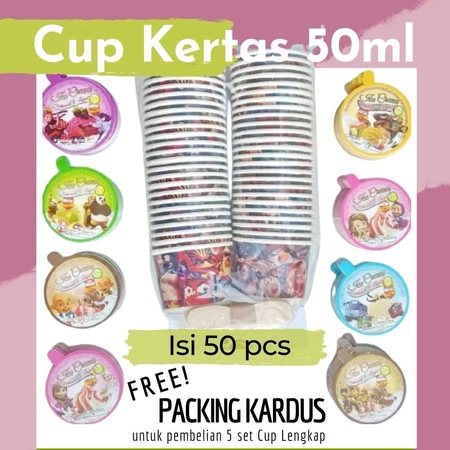 Cup Kertas 50ml
Isi 50 pcs
FREE!
PACKING KARDUS
untuk pembelian 5 set Cup Lengkap